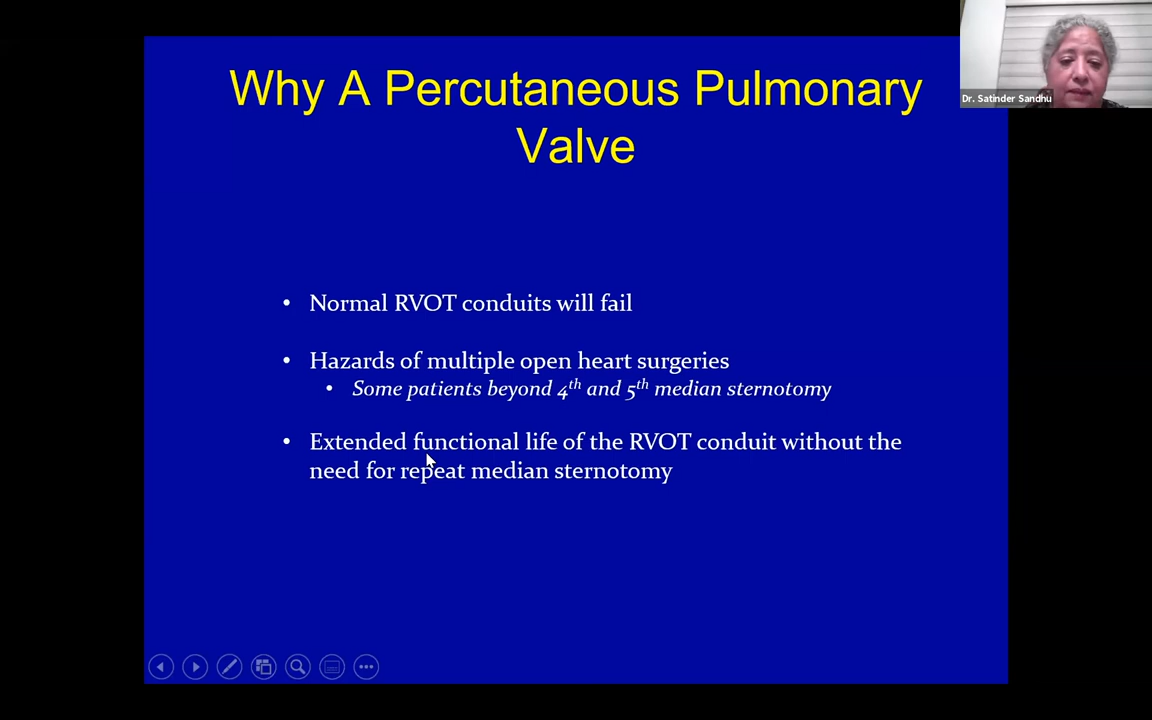 Why A Percutaneous Pulmonary
Valve
Dr. Satinder Sandhu
• Normal RVOT conduits will fail
• Hazards of multiple open heart surgeries
• Some patients beyond 4th and 5th median sternotomy
• Extended functional life of the RVOT conduit without the
need for repeat median sternotomy